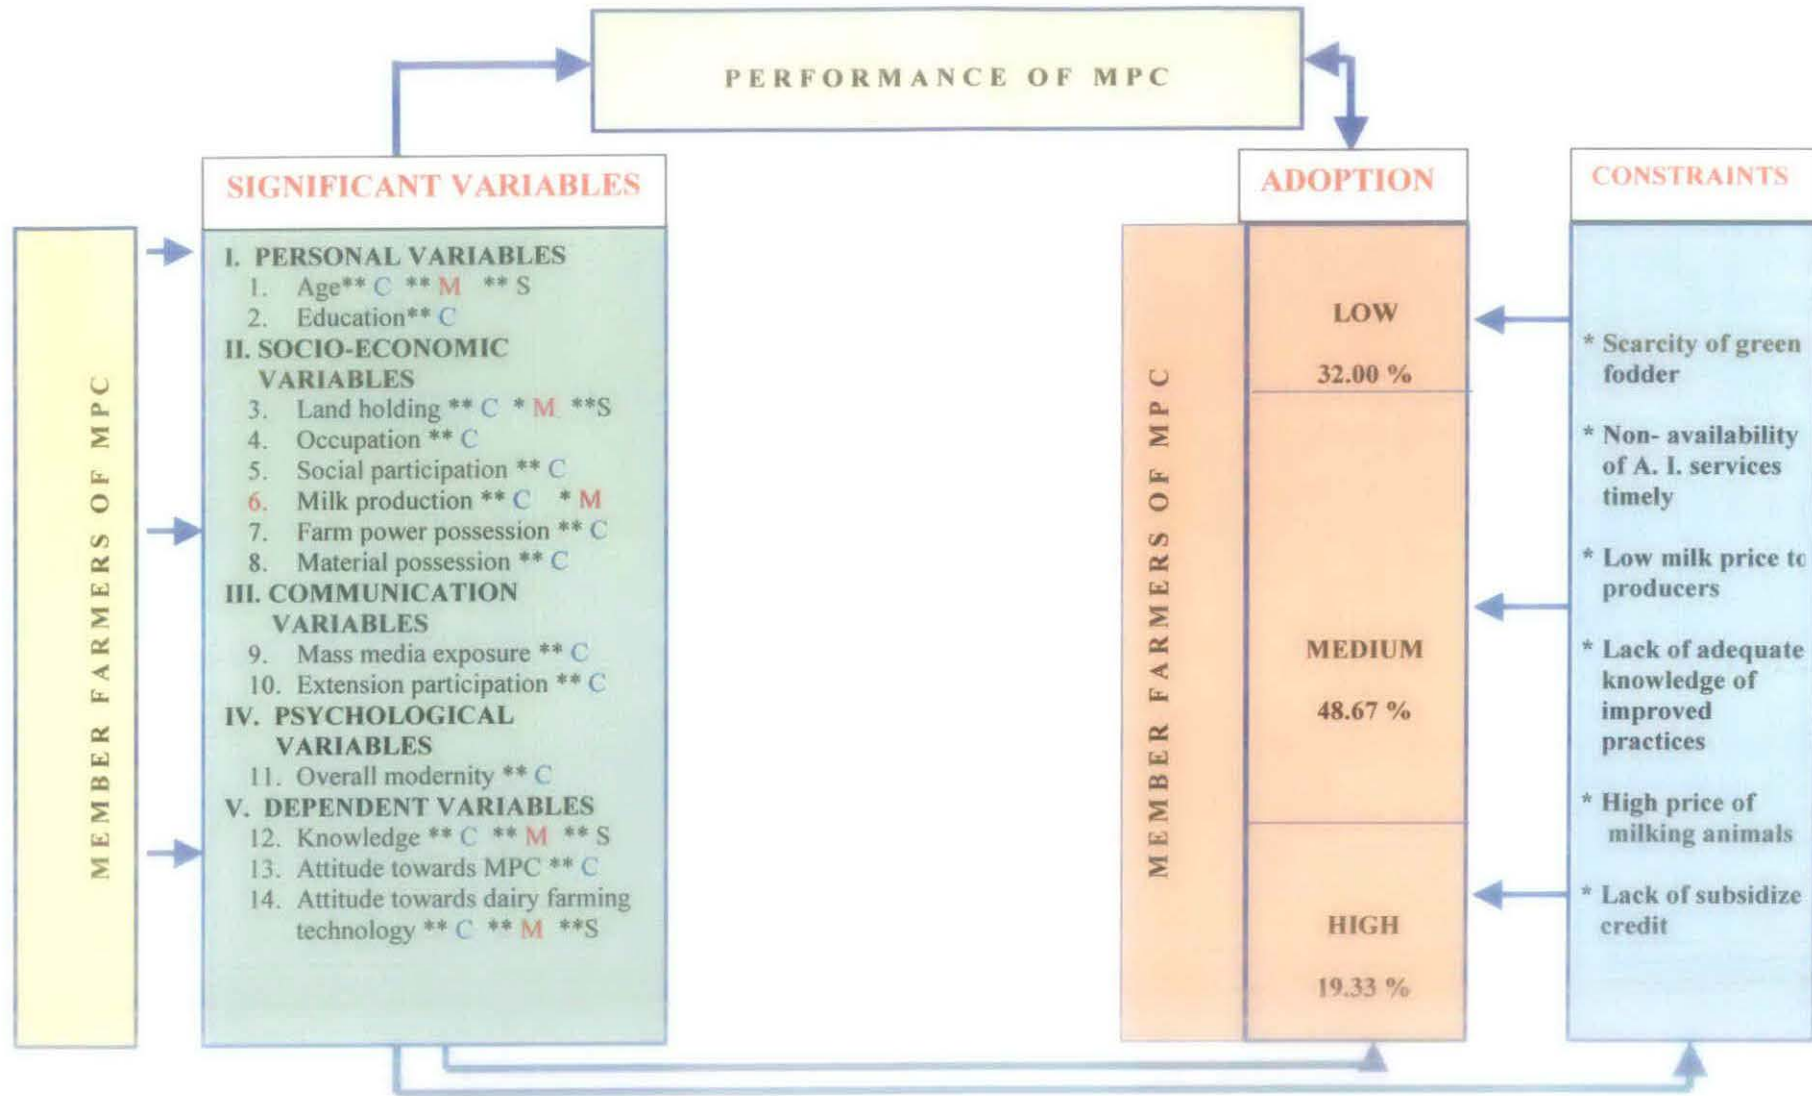 PERFORMANCE OF MPC
SIGNIFICANT VARIABLES
ADOPTION
CONSTRAINTS
MEMBER FARMERS OF MPC
I. PERSONAL VARIABLES
1. Age** C ** M ** S
2. Education** C
II. SOCIO-ECONOMIC
VARIABLES
3. Land holding ** C * M **S
4. Occupation ** C
5. Social participation ** C
6. Milk production ** C * M
7. Farm power possession ** C
8. Material possession ** C
III. COMMUNICATION
VARIABLES
9. Mass media exposure ** C
10. Extension participation ** C
IV. PSYCHOLOGICAL
VARIABLES
11. Overall modernity ** C
V. DEPENDENT VARIABLES
12. Knowledge ** C ** M ** S
13. Attitude towards MPC ** C
14. Attitude towards dairy farming
technology ** C ** M **S
MEMBER FARMERS OF MPC
LOW
32.00 %
MEDIUM
48.67 %
HIGH
19.33 %
* Scarcity of green
fodder
* Non- availability
of A. I. services
timely
* Low milk price to
producers
* Lack of adequate
knowledge of
improved
practices
* High price of
milking animals
* Lack of subsidize
credit